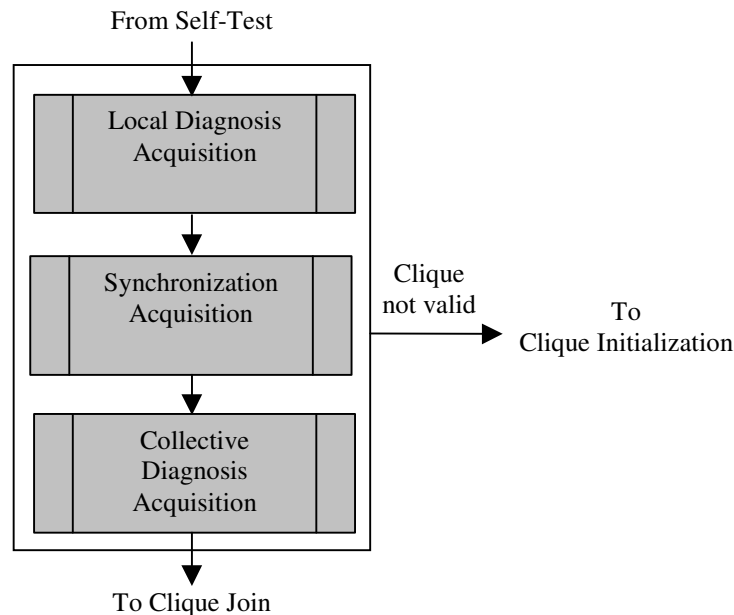 From Self-Test
Local Diagnosis
Acquisition
Synchronization
Acquisition
Clique
not valid
To
Clique Initialization
Collective
Diagnosis
Acquisition
To Clique Join